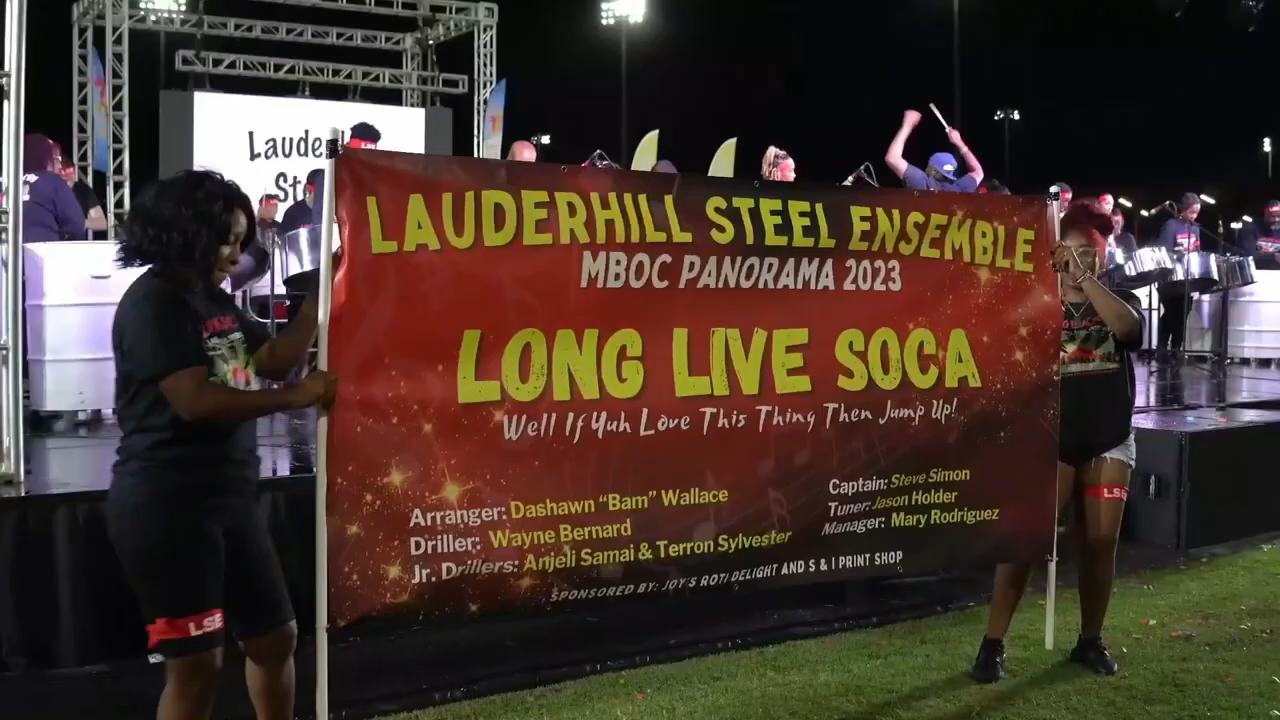 Lauderh
Ste
LAUDERHILL STEEL ENSEMBLE
MBOC PANORAMA 2023
LONG LIVE SOCA
Well If Yuh Love This Thing Then Jump Up!
Arranger: Dashawn "Bam" Wallace
Driller: Wayne Bernard
Jr. Drillers: Anjeli Samai & Terron Sylvester
Captain: Steve Simon
Tuner: Jason Holder
Manager: Mary Rodriguez
SPONSORED BY: JOY'S ROTI DELIGHT AND S & I PRINT SHOP
LSE
LSE